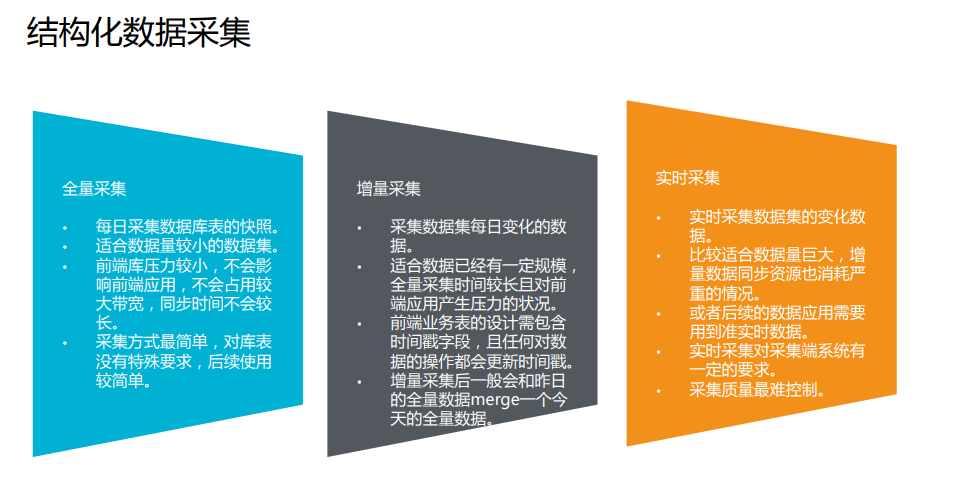 结构化数据采集
全量采集
• 每日采集数据库表的快照。
• 适合数据量较小的数据集。
• 前端库压力较小，不会影
响前端应用，不会占用较
大带宽，同步时间不会较
长。
• 采集方式最简单，对库表
没有特殊要求，后续使用
较简单。
增量采集
• 采集数据集每日变化的数
据。
• 适合数据已经有一定规模，
全量采集时间较长且对前
端应用产生压力的状况。
• 前端业务表的设计需包含
时间戳字段，且任何对数
据的操作都会更新时间戳。
• 增量采集后一般会和昨日
的全量数据merge一个今
天的全量数据。
实时采集
• 实时采集数据集的变化数
据。
• 比较适合数据量巨大，增
量数据同步资源也消耗严
重的情况。
• 或者后续的数据应用需要
用到准实时数据。
• 实时采集对采集端系统有
一定的要求。
• 采集质量最难控制。